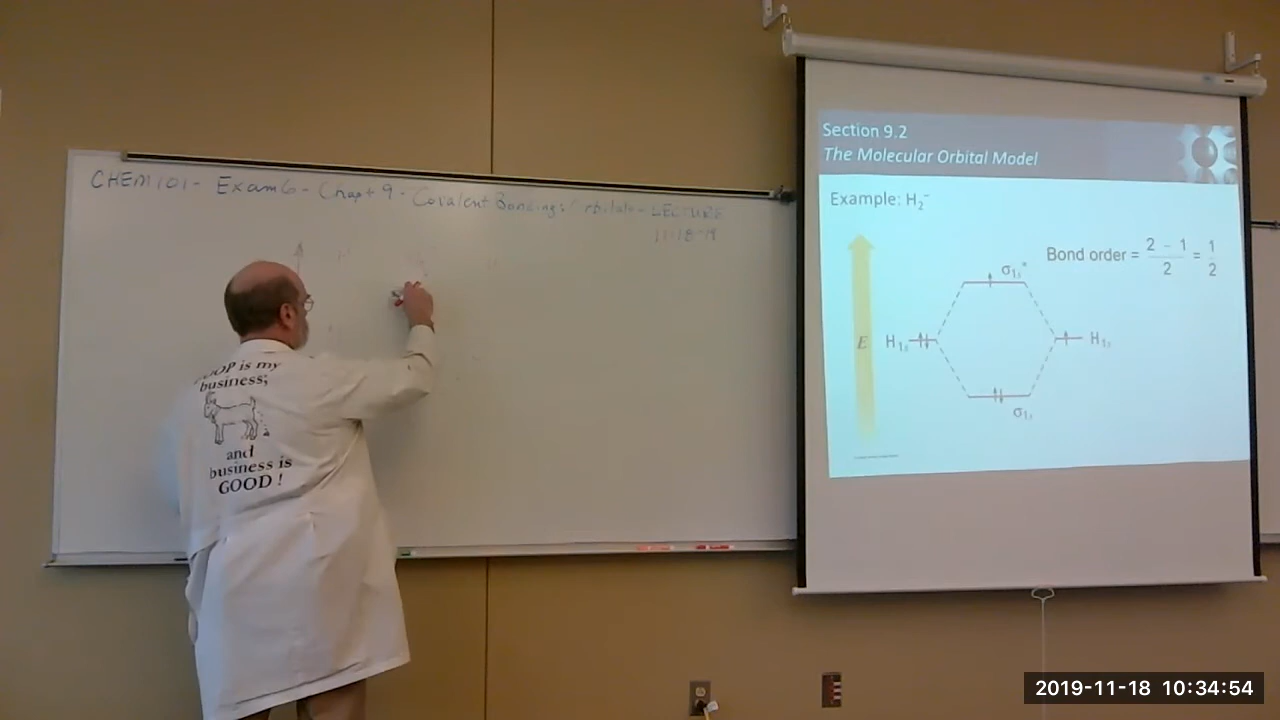 CHEM 101 - Exam 6 - Chapt 9 - Covalent Bonding: Orbitals - LECTURE
11-18-19
is my
business;
and
business is
GOOD !
Section 9.2
The Molecular Orbital Model
Example: H₂⁻
Bond order = (2 − 1)/2 = 1/2
σ₁ₛ*
E
H₁ₛ
H₁ₛ
σ₁ₛ
2019-11-18 10:34:54